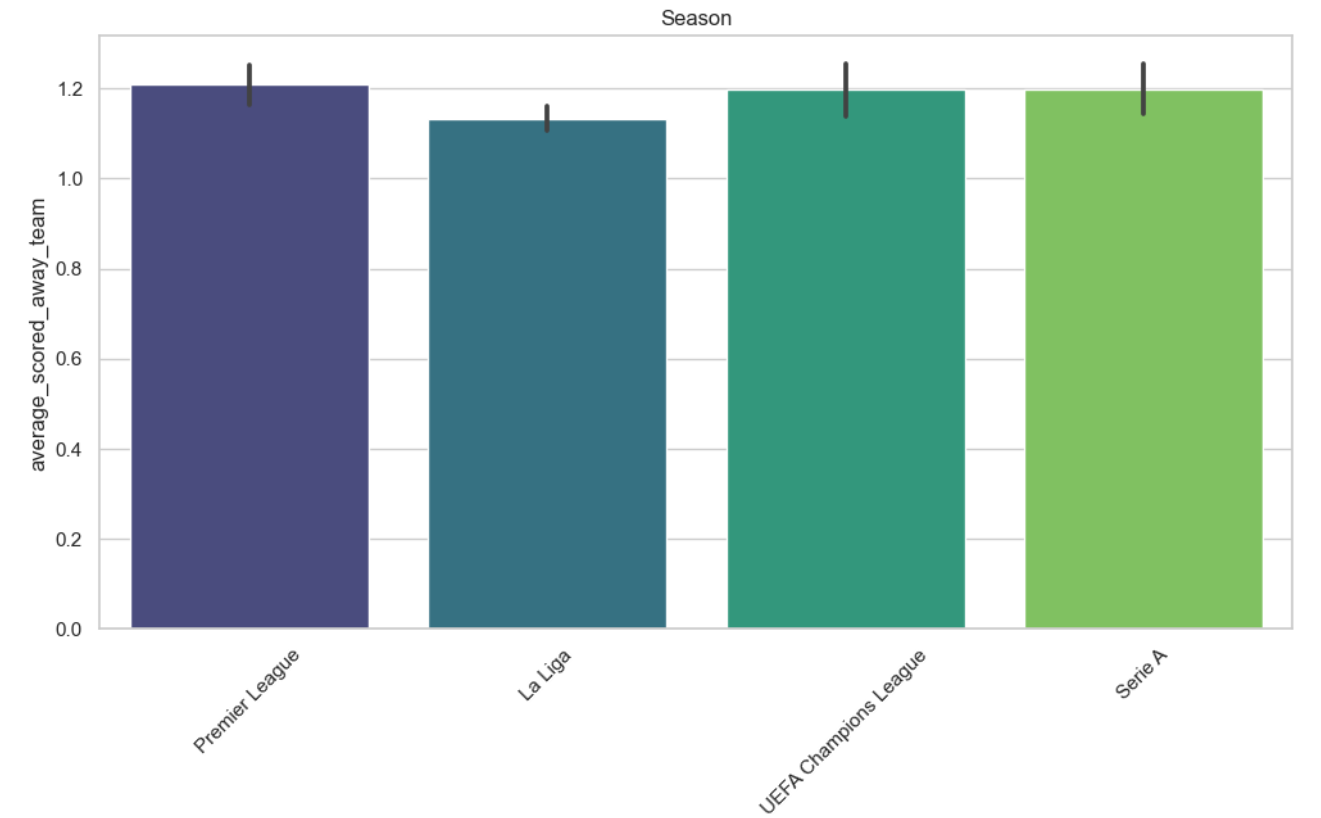 Season
average_scored_away_team
1.2
1.0
0.8
0.6
0.4
0.2
0.0
Premier League
La Liga
UEFA Champions League
Serie A